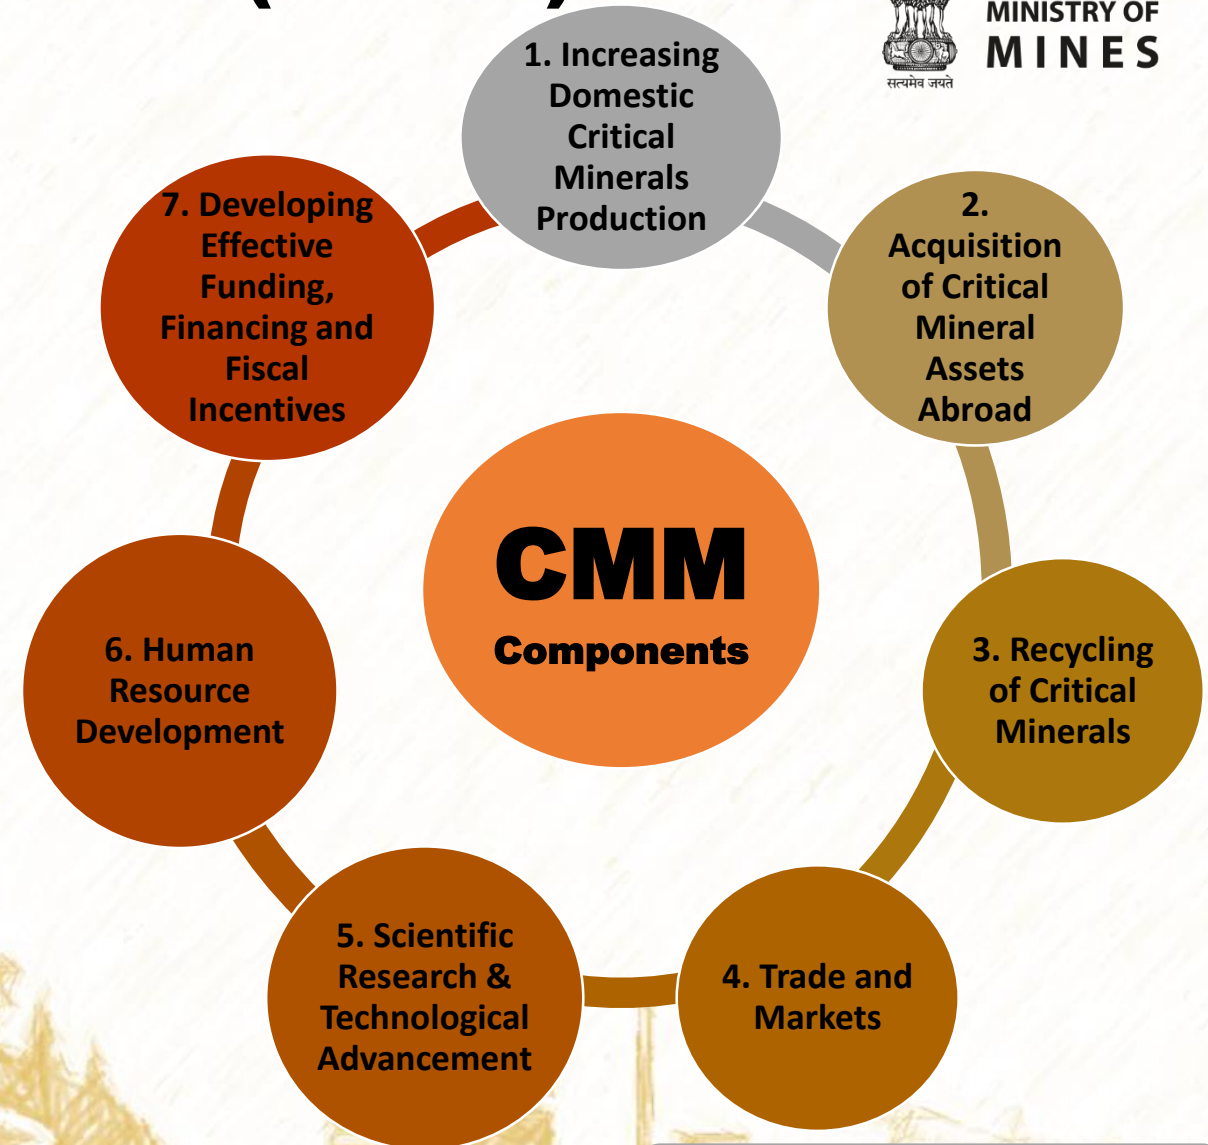 MINISTRY OF
MINES
सत्यमेव जयते
1. Increasing
Domestic
Critical
Minerals
Production
2.
Acquisition
of Critical
Mineral
Assets
Abroad
3. Recycling
of Critical
Minerals
4. Trade and
Markets
5. Scientific
Research &
Technological
Advancement
6. Human
Resource
Development
7. Developing
Effective
Funding,
Financing and
Fiscal
Incentives
CMM
Components